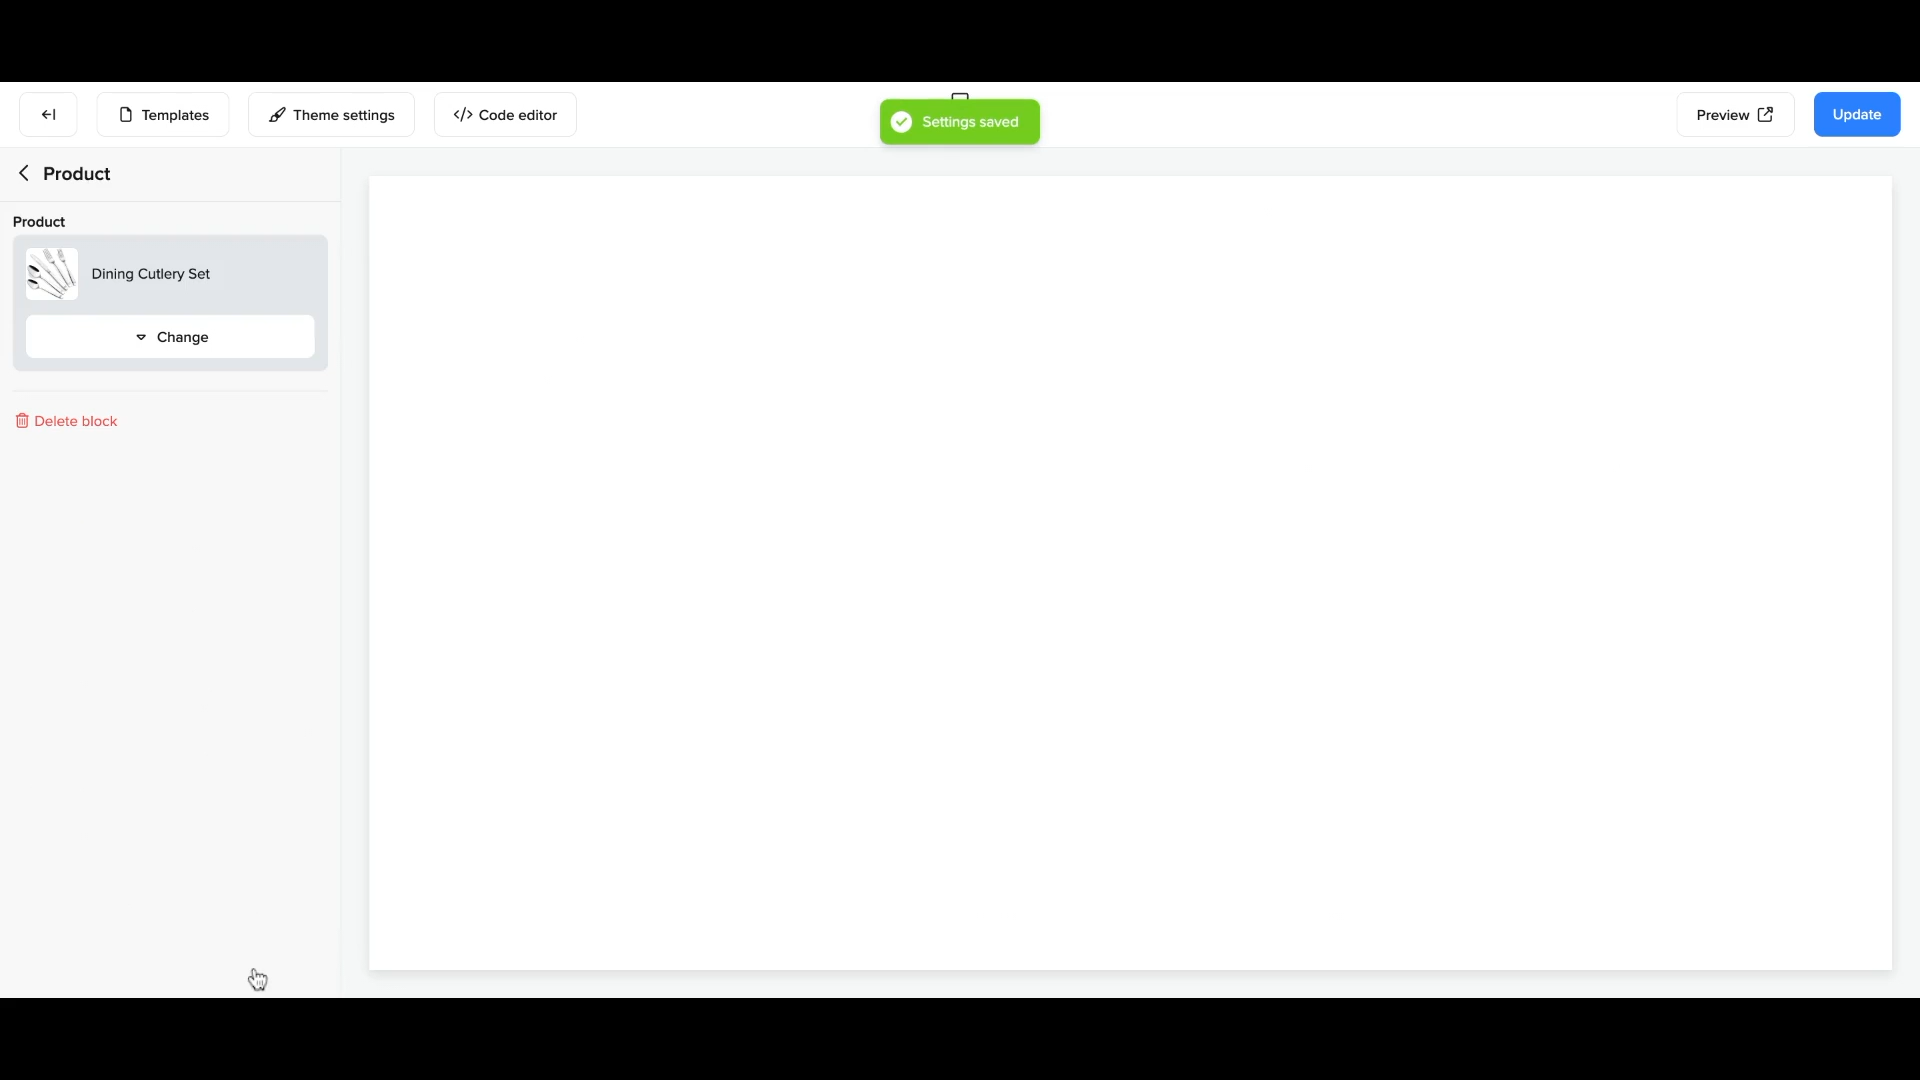 Templates
Theme settings
</> Code editor
Settings saved
Preview
Update
Product
Product
Dining Cutlery Set
Change
Delete block